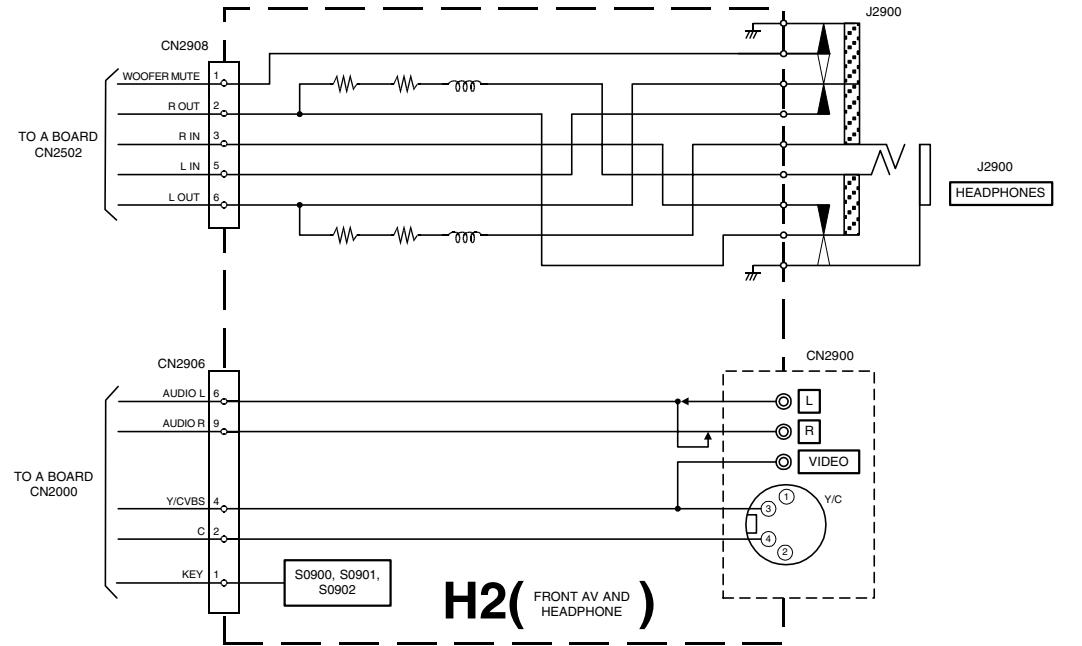 J2900
CN2908
WOOFER MUTE 1
R OUT 2
R IN 3
L IN 5
L OUT 6
TO A BOARD
CN2502
J2900
HEADPHONES
CN2906
CN2900
AUDIO L 6
AUDIO R 9
L
R
VIDEO
TO A BOARD
CN2000
Y/CVBS 4
C 2
KEY 1
Y/C
1
3
4
2
S0900, S0901,
S0902
H2( FRONT AV AND
HEADPHONE )